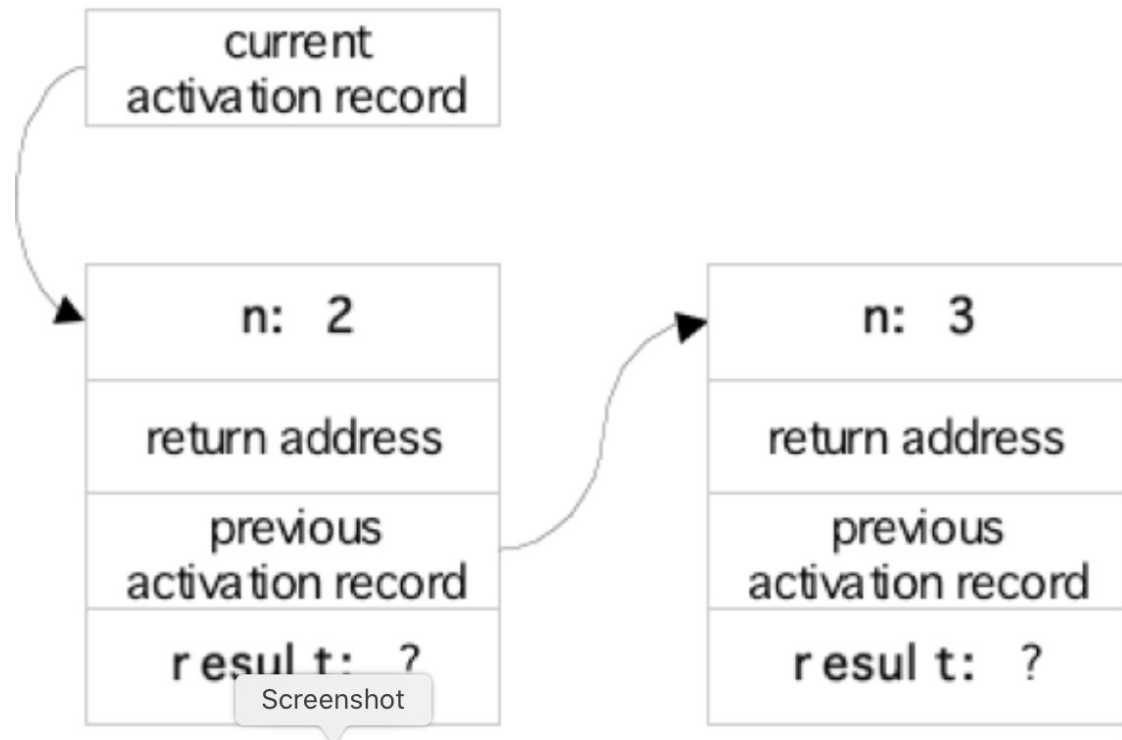 current
activation record
n: 2
return address
previous
activation record
result: ?
Screenshot
n: 3
return address
previous
activation record
result: ?